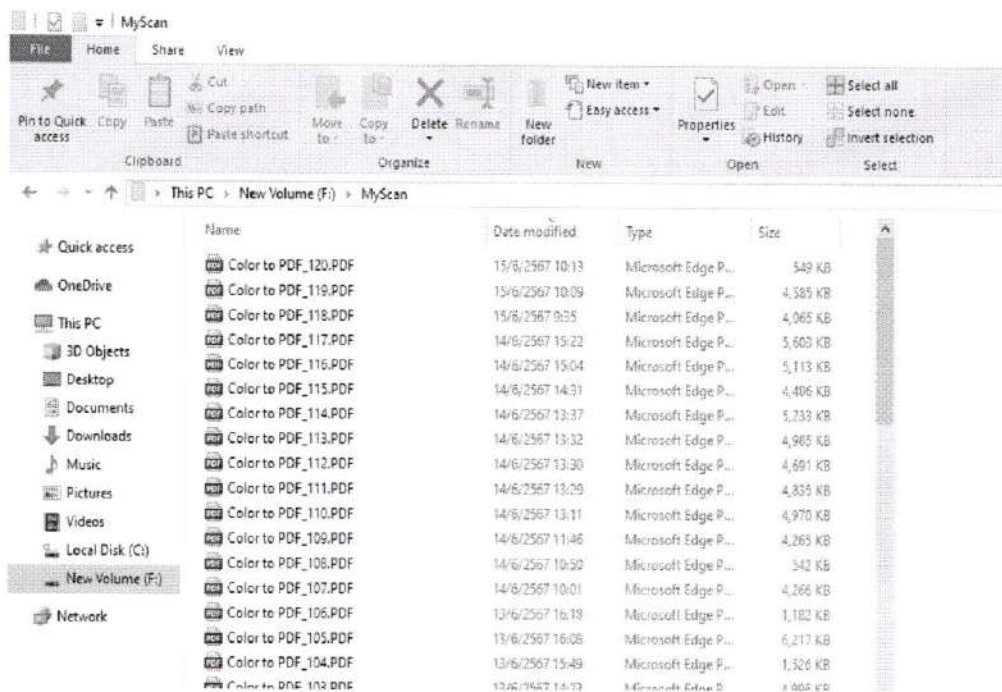 MyScan
File Home Share View
Pin to Quick access Copy Paste Cut Copy path Paste shortcut Move to Copy to Delete Rename New folder New item Easy access Properties Open Edit History Select all Select none Invert selection
Clipboard Organize New Open Select
This PC › New Volume (F:) › MyScan
Name Date modified Type Size
Quick access
OneDrive
This PC
3D Objects
Desktop
Documents
Downloads
Music
Pictures
Videos
Local Disk (C:)
New Volume (F:)
Network
Color to PDF_120.PDF 15/6/2567 10:13 Microsoft Edge P... 549 KB
Color to PDF_119.PDF 15/6/2567 10:09 Microsoft Edge P... 4,585 KB
Color to PDF_118.PDF 15/6/2567 9:35 Microsoft Edge P... 4,065 KB
Color to PDF_117.PDF 14/6/2567 15:22 Microsoft Edge P... 5,603 KB
Color to PDF_116.PDF 14/6/2567 15:04 Microsoft Edge P... 5,113 KB
Color to PDF_115.PDF 14/6/2567 14:31 Microsoft Edge P... 4,406 KB
Color to PDF_114.PDF 14/6/2567 13:37 Microsoft Edge P... 5,233 KB
Color to PDF_113.PDF 14/6/2567 13:32 Microsoft Edge P... 4,985 KB
Color to PDF_112.PDF 14/6/2567 13:30 Microsoft Edge P... 4,691 KB
Color to PDF_111.PDF 14/6/2567 13:29 Microsoft Edge P... 4,835 KB
Color to PDF_110.PDF 14/6/2567 13:11 Microsoft Edge P... 4,970 KB
Color to PDF_109.PDF 14/6/2567 11:46 Microsoft Edge P... 4,265 KB
Color to PDF_108.PDF 14/6/2567 10:50 Microsoft Edge P... 542 KB
Color to PDF_107.PDF 14/6/2567 10:01 Microsoft Edge P... 4,266 KB
Color to PDF_106.PDF 13/6/2567 16:18 Microsoft Edge P... 1,182 KB
Color to PDF_105.PDF 13/6/2567 16:08 Microsoft Edge P... 6,217 KB
Color to PDF_104.PDF 13/6/2567 15:49 Microsoft Edge P... 1,526 KB
Color to PDF_103.PDF